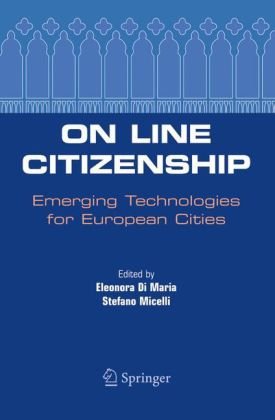 ON LINE
CITIZENSHIP
Emerging Technologies
for European Cities
Edited by
Eleonora Di Maria
Stefano Micelli
Springer